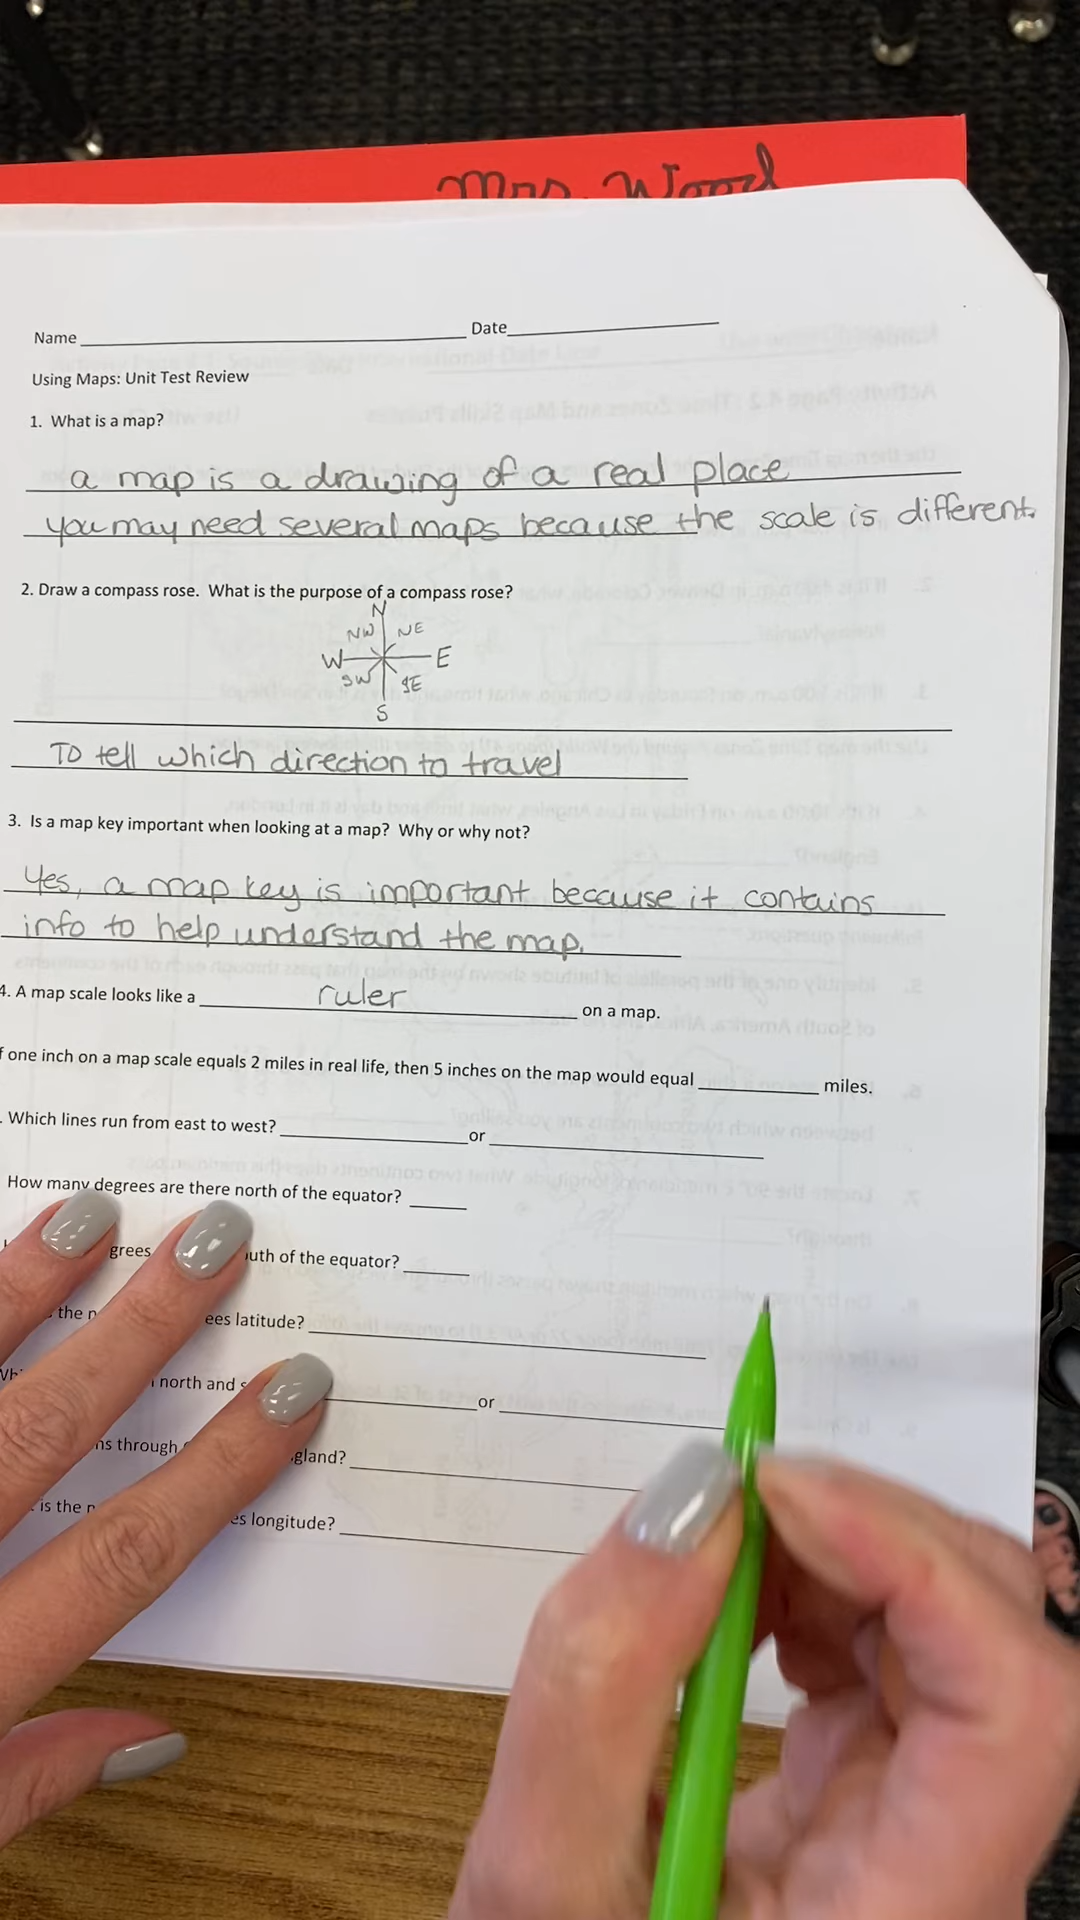 Mrs. Wood
Name Date
Using Maps: Unit Test Review
1. What is a map?
a map is a drawing of a real place
you may need several maps because the scale is different.
2. Draw a compass rose. What is the purpose of a compass rose?
N
NW NE
W E
SW SE
S
To tell which direction to travel
3. Is a map key important when looking at a map? Why or why not?
Yes, a map key is important because it contains
info to help understand the map.
4. A map scale looks like a ruler on a map.
one inch on a map scale equals 2 miles in real life, then 5 inches on the map would equal miles.
Which lines run from east to west? or
How many degrees are there north of the equator?
of the equator?
the latitude?
north and or
through
is the longitude?